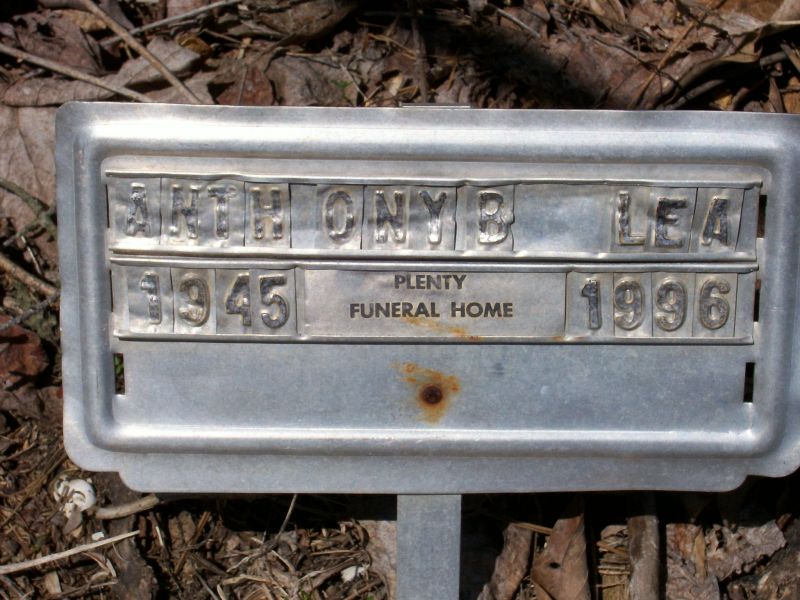 ANTHONY B LEA
1945 PLENTY 1996
FUNERAL HOME